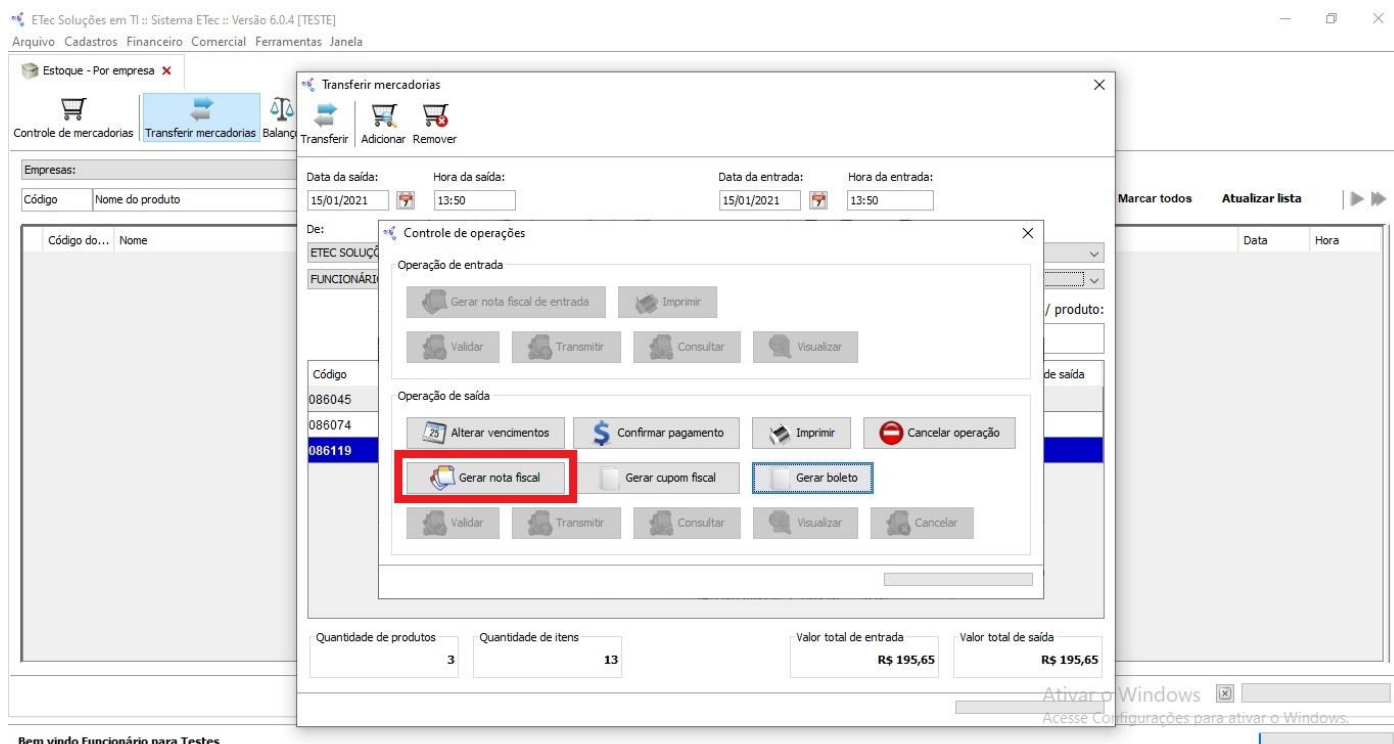 ETec Soluções em TI :: Sistema ETec :: Versão 6.0.4 [TESTE]
Arquivo Cadastros Financeiro Comercial Ferramentas Janela
Estoque - Por empresa
Controle de mercadorias Transferir mercadorias
Empresas:
Código Nome do produto
Marcar todos Atualizar lista
Código do... Nome
Data Hora
Transferir mercadorias
Transferir Adicionar Remover
Data da saída: Hora da saída: Data da entrada: Hora da entrada:
15/01/2021 13:50 15/01/2021 13:50
De:
ETEC
/ produto:
Código de saída
086045
086074
086119
Controle de operações
Operação de entrada
Gerar nota fiscal de entrada Imprimir
Validar Transmitir Consultar Visualizar
Operação de saída
25 Alterar vencimentos Confirmar pagamento Imprimir Cancelar operação
Gerar nota fiscal Gerar cupom fiscal Gerar boleto
Validar Transmitir Consultar Visualizar Cancelar
Quantidade de produtos Quantidade de itens Valor total de entrada Valor total de saída
3 13 R$ 195,65 R$ 195,65
Ativar o Windows
Acesse Configurações para ativar o Windows.
Bem vindo Funcionário para Testes